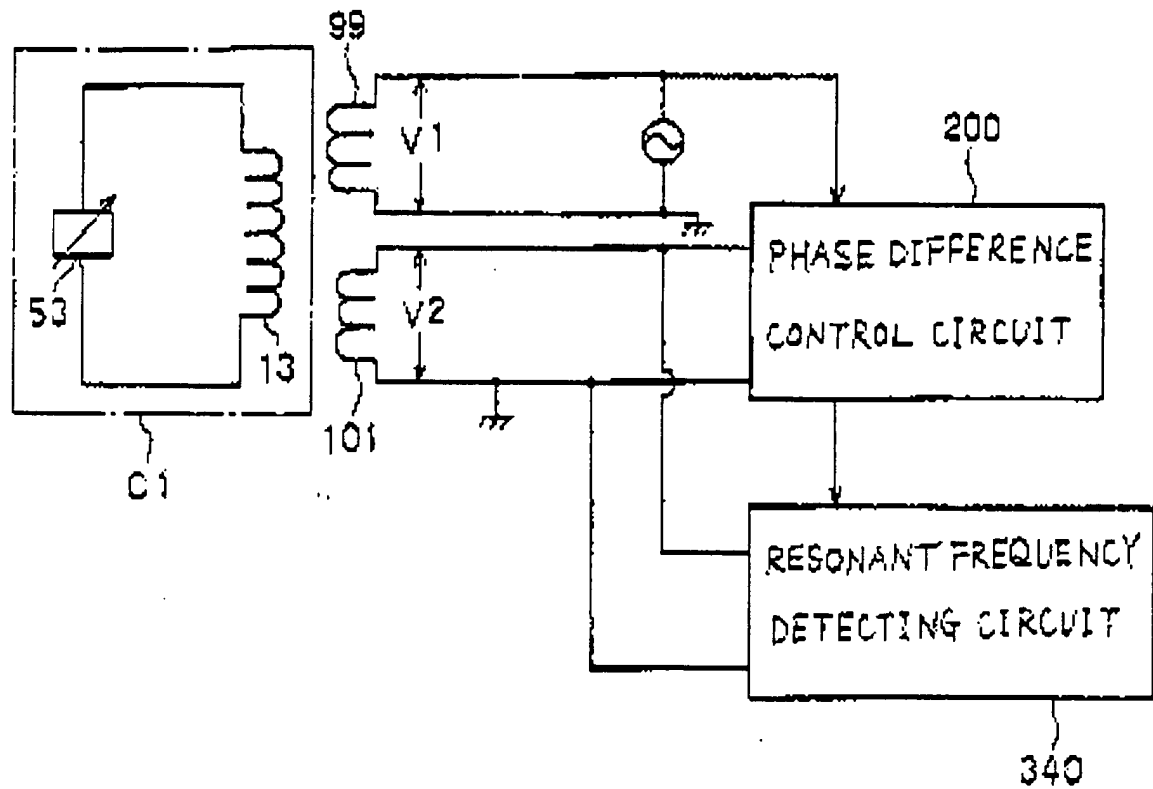 99
V1
200
PHASE DIFFERENCE
CONTROL CIRCUIT
53
13
V2
101
C1
RESONANT FREQUENCY
DETECTING CIRCUIT
340